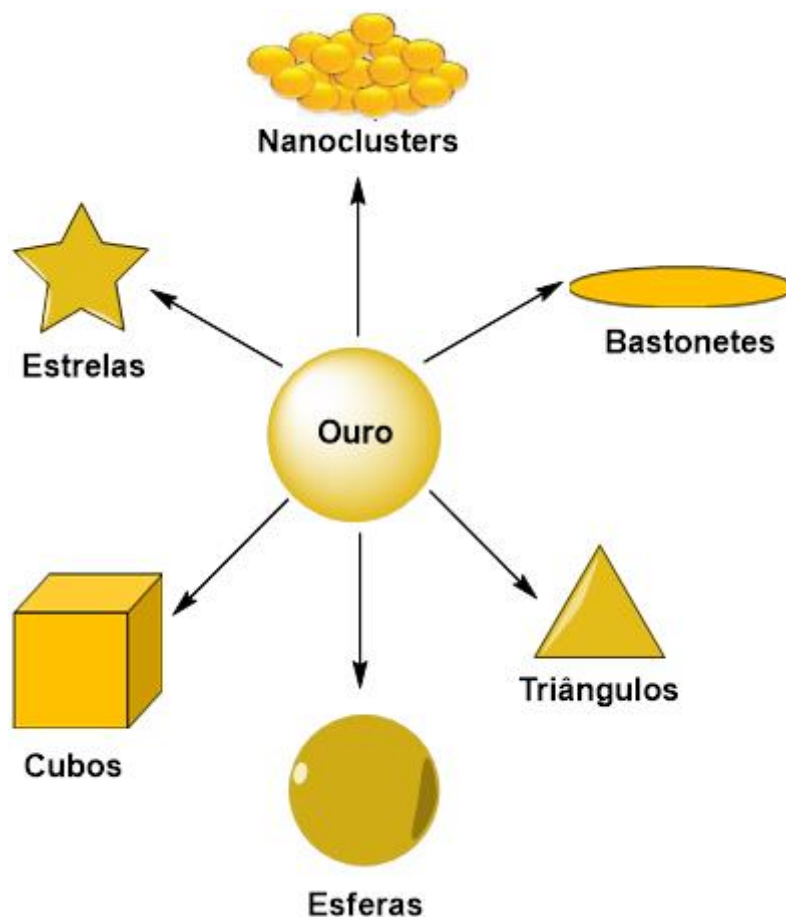 Nanoclusters
Estrelas
Bastonetes
Ouro
Cubos
Triângulos
Esferas